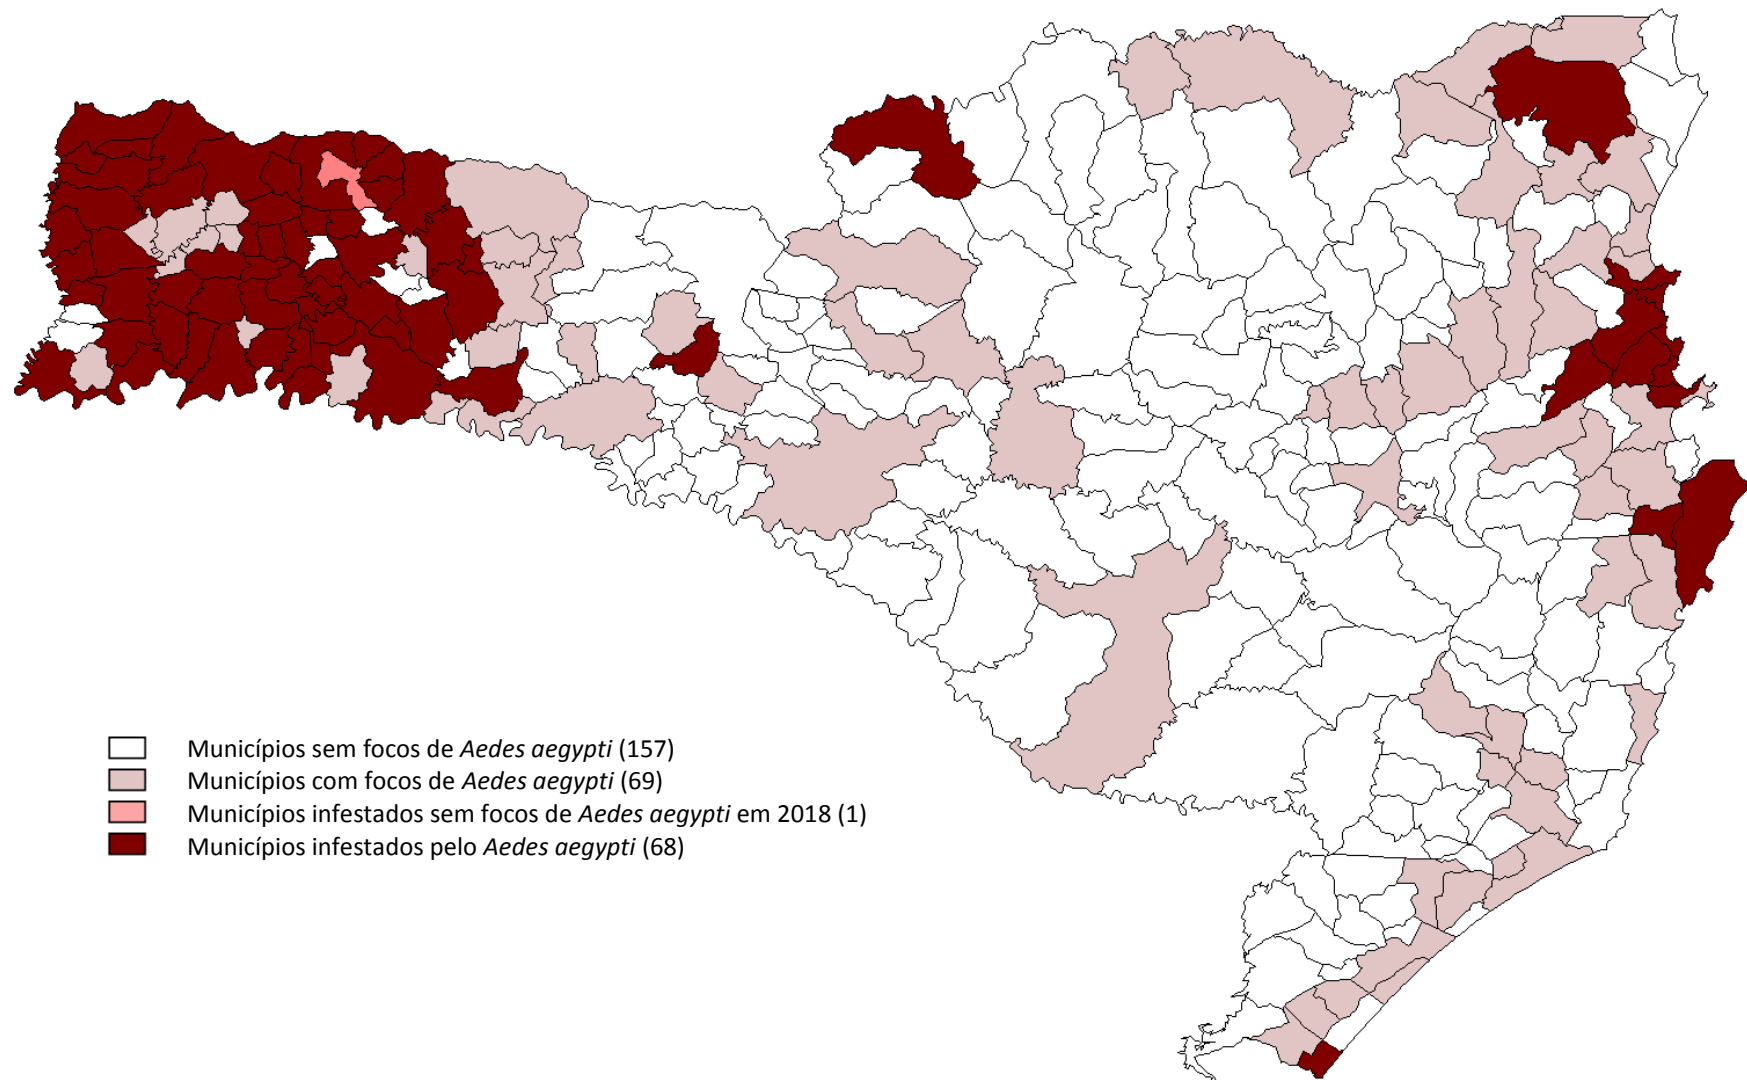 Municípios sem focos de Aedes aegypti (157)
Municípios com focos de Aedes aegypti (69)
Municípios infestados sem focos de Aedes aegypti em 2018 (1)
Municípios infestados pelo Aedes aegypti (68)